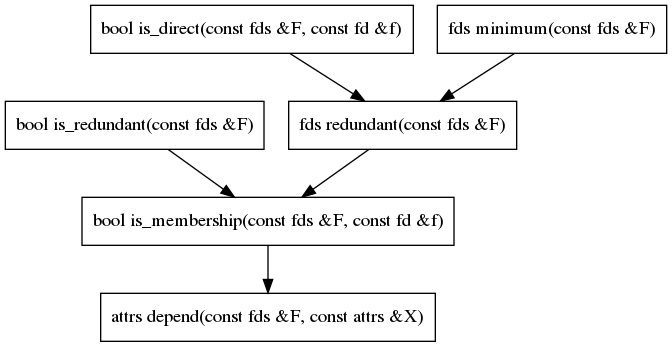 bool is_direct(const fds &F, const fd &f)
fds minimum(const fds &F)
bool is_redundant(const fds &F)
fds redundant(const fds &F)
bool is_membership(const fds &F, const fd &f)
attrs depend(const fds &F, const attrs &X)